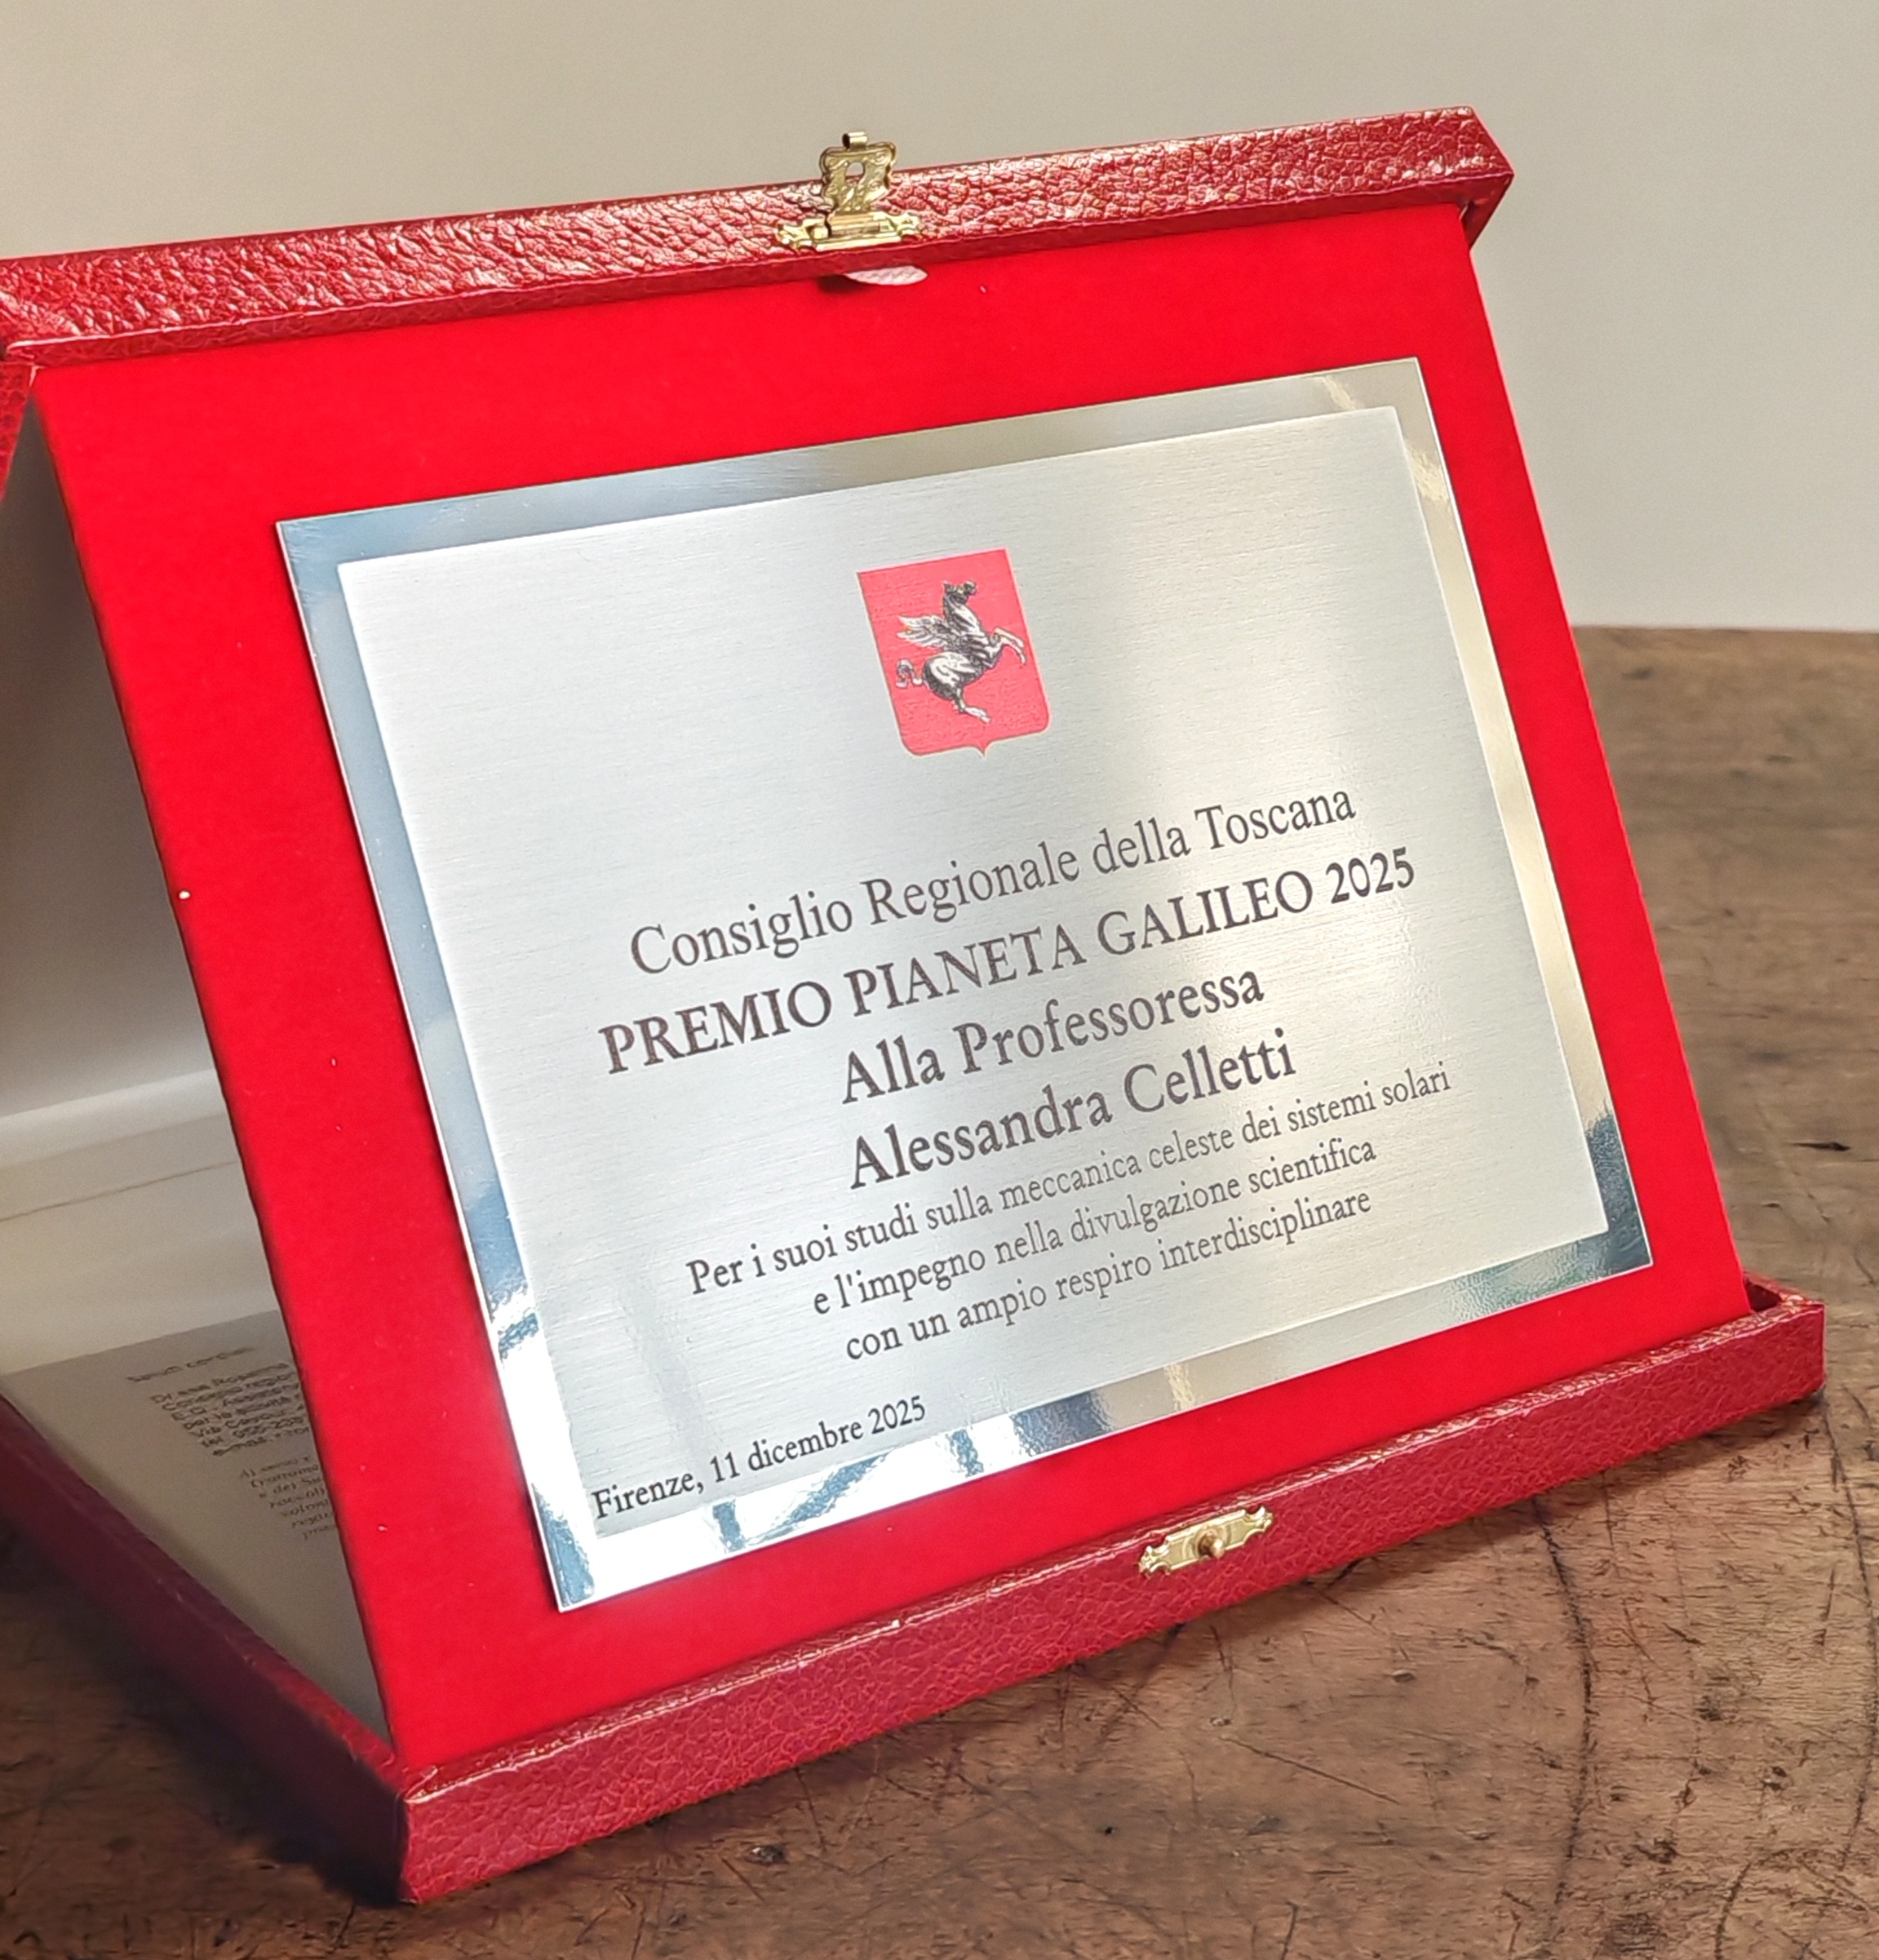 Consiglio Regionale della Toscana
PREMIO PIANETA GALILEO 2025
Alla Professoressa
Alessandra Celletti
Per i suoi studi sulla meccanica celeste dei sistemi solari
e l'impegno nella divulgazione scientifica
con un ampio respiro interdisciplinare
Firenze, 11 dicembre 2025